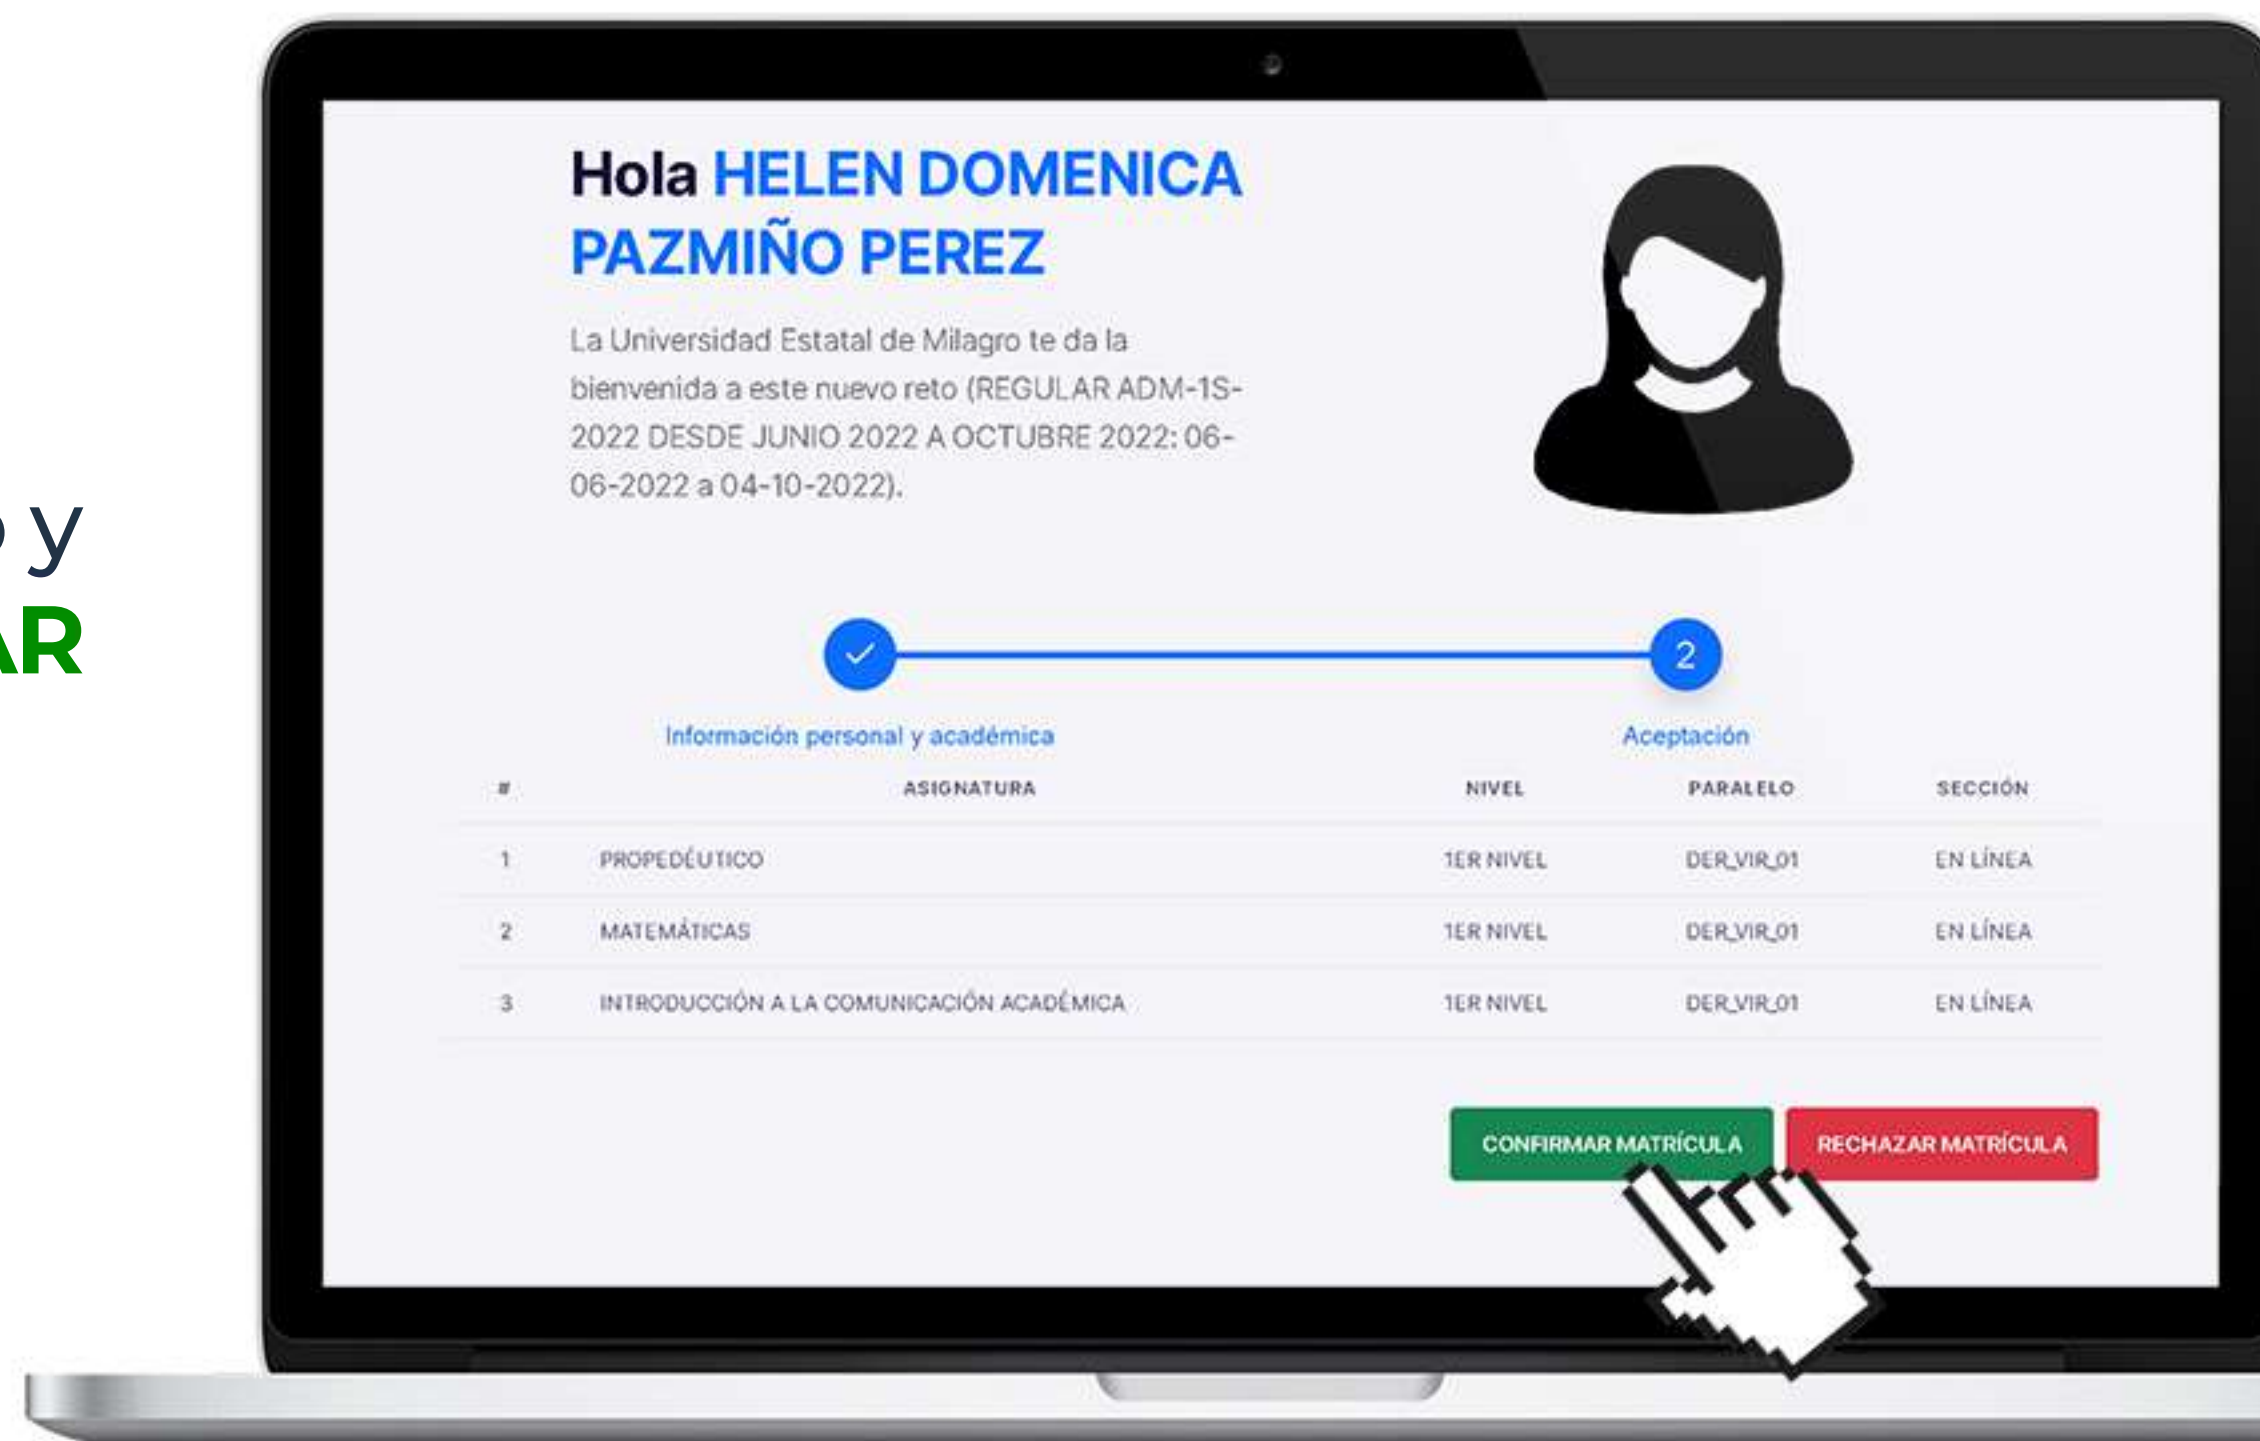 y
AR
Hola HELEN DOMENICA
PAZMIÑO PEREZ
La Universidad Estatal de Milagro te da la
bienvenida a este nuevo reto (REGULAR ADM-1S-
2022 DESDE JUNIO 2022 A OCTUBRE 2022: 06-
06-2022 a 04-10-2022).
2
Información personal y académica Aceptación
# ASIGNATURA NIVEL PARALELO SECCIÓN
1 PROPEDÉUTICO 1ER NIVEL DER_VIR_01 EN LÍNEA
2 MATEMÁTICAS 1ER NIVEL DER_VIR_01 EN LÍNEA
3 INTRODUCCIÓN A LA COMUNICACIÓN ACADÉMICA 1ER NIVEL DER_VIR_01 EN LÍNEA
CONFIRMAR MATRÍCULA RECHAZAR MATRÍCULA